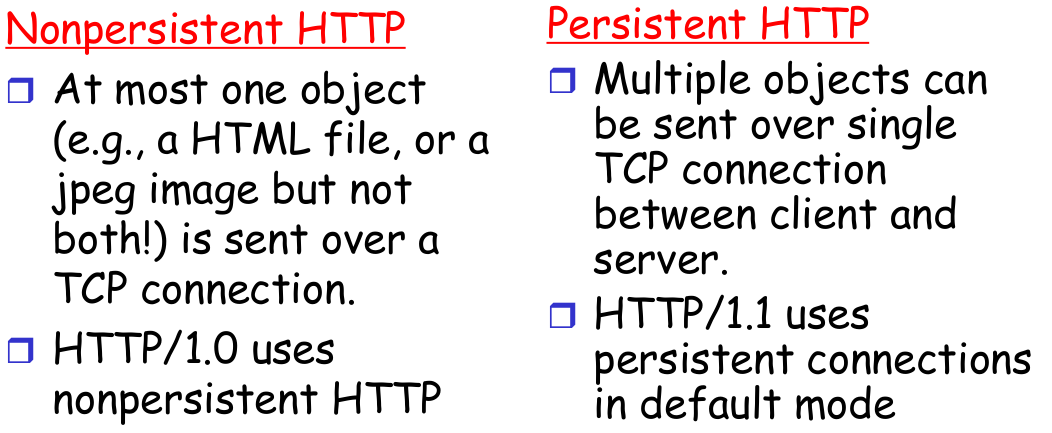 Nonpersistent HTTP
At most one object
(e.g., a HTML file, or a
jpeg image but not
both!) is sent over a
TCP connection.
HTTP/1.0 uses
nonpersistent HTTP
Persistent HTTP
Multiple objects can
be sent over single
TCP connection
between client and
server.
HTTP/1.1 uses
persistent connections
in default mode